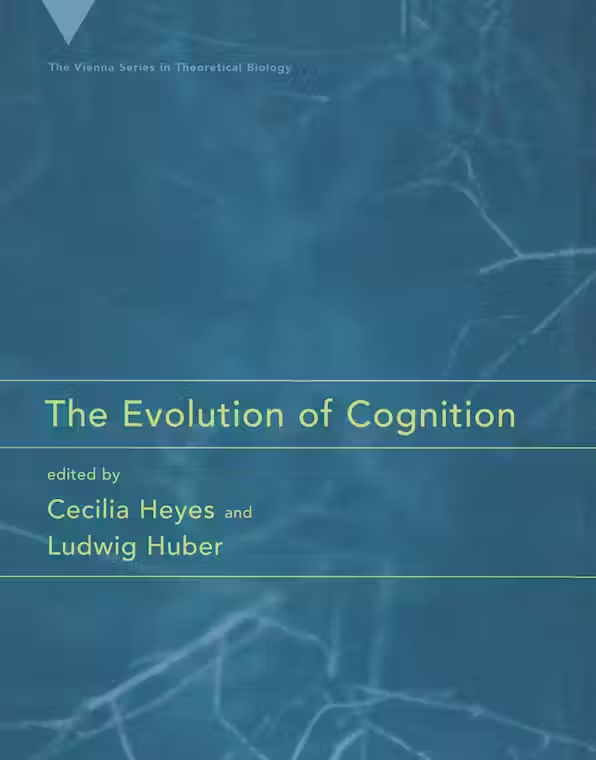 The Vienna Series in Theoretical Biology
The Evolution of Cognition
edited by
Cecilia Heyes and
Ludwig Huber